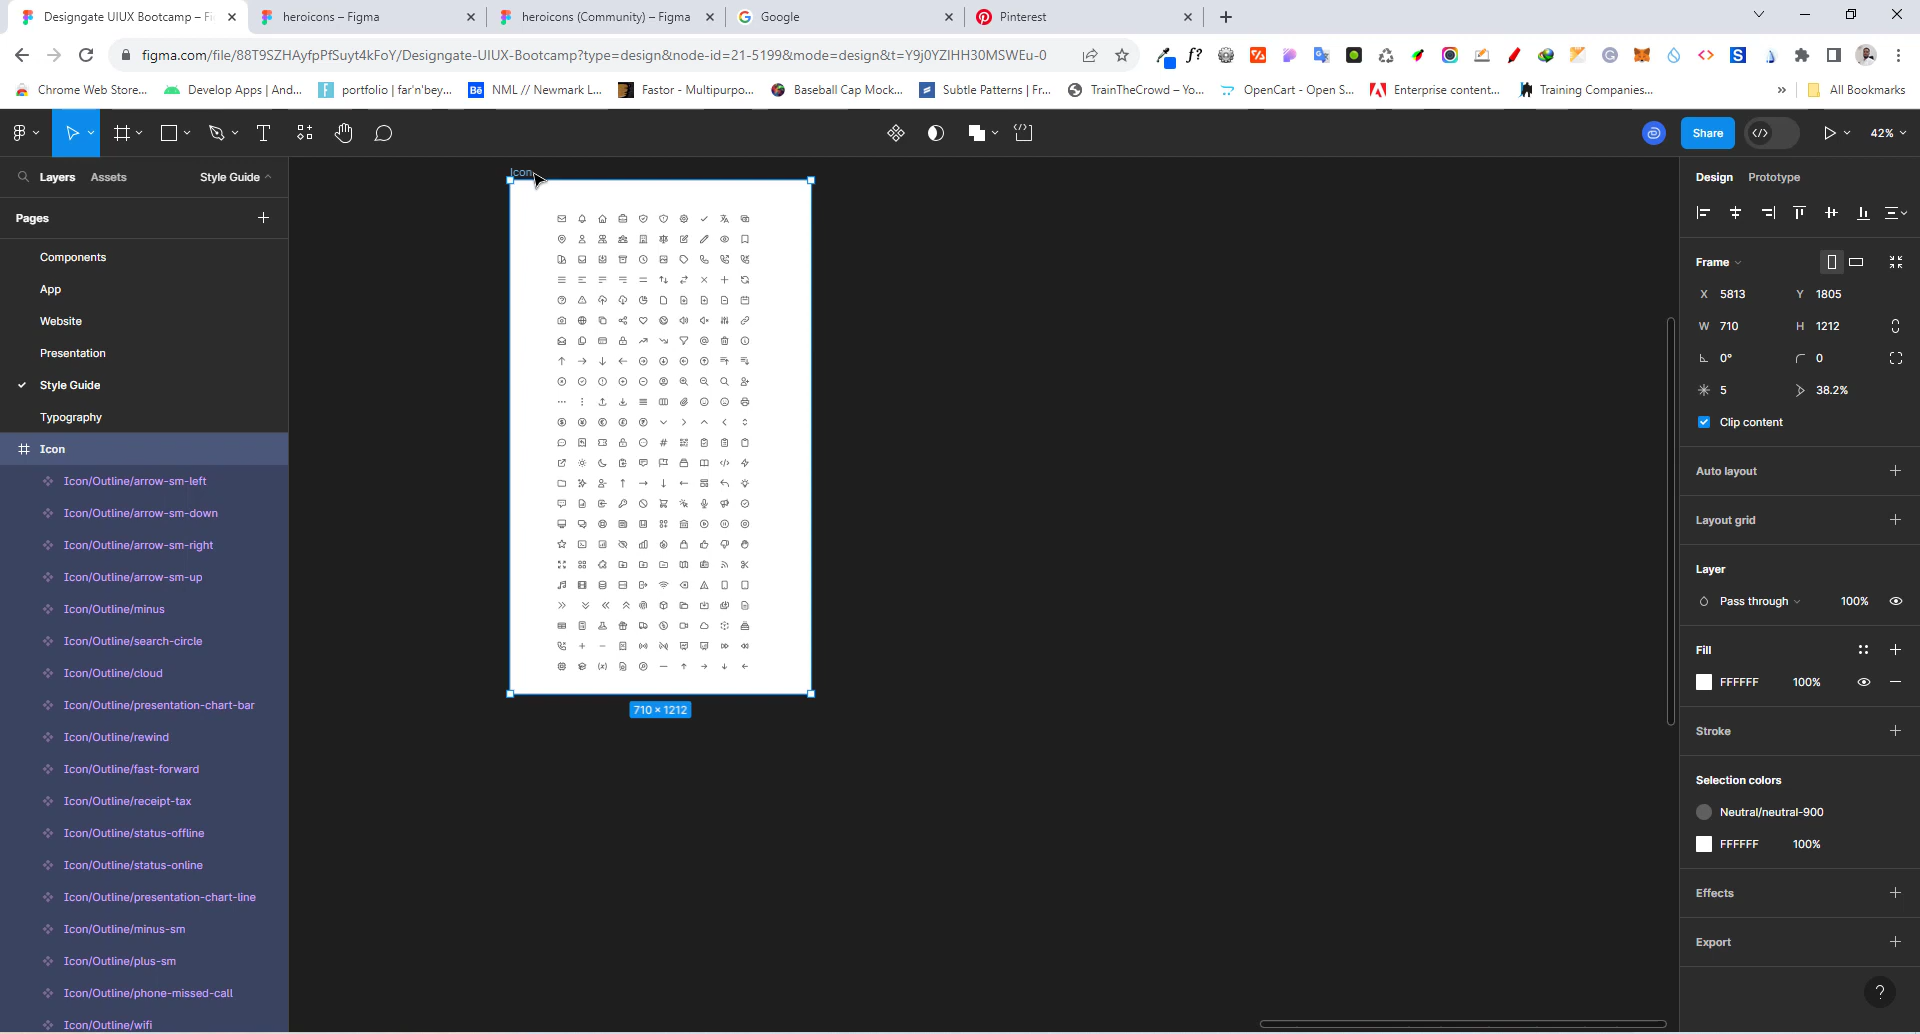 Designgate UIUX Bootcamp – Fi
heroicons – Figma
heroicons (Community) – Figma
Google
Pinterest
figma.com/file/88T9SZHAyfpPfSuyt4kFoY/Designgate-UIUX-Bootcamp?type=design&node-id=21-5199&mode=design&t=Y9j0YZIHH30MSWEu-0
Chrome Web Store...
Develop Apps | And...
portfolio | far'n'bey...
NML // Newmark L...
Fastor - Multipurpo...
Baseball Cap Mock...
Subtle Patterns | Fr...
TrainTheCrowd – Yo...
OpenCart - Open S...
Enterprise content...
Training Companies...
»
All Bookmarks
Share
42%
Layers
Assets
Style Guide
Pages
Components
App
Website
Presentation
Style Guide
Typography
Icon
Icon/Outline/arrow-sm-left
Icon/Outline/arrow-sm-down
Icon/Outline/arrow-sm-right
Icon/Outline/arrow-sm-up
Icon/Outline/minus
Icon/Outline/search-circle
Icon/Outline/cloud
Icon/Outline/presentation-chart-bar
Icon/Outline/rewind
Icon/Outline/fast-forward
Icon/Outline/receipt-tax
Icon/Outline/status-offline
Icon/Outline/status-online
Icon/Outline/presentation-chart-line
Icon/Outline/minus-sm
Icon/Outline/plus-sm
Icon/Outline/phone-missed-call
Icon/Outline/wifi
Icon
710 × 1212
Design
Prototype
Frame
X 5813
Y 1805
W 710
H 1212
0°
0
5
38.2%
Clip content
Auto layout
Layout grid
Layer
Pass through
100%
Fill
FFFFFF
100%
Stroke
Selection colors
Neutral/neutral-900
FFFFFF
100%
Effects
Export
?